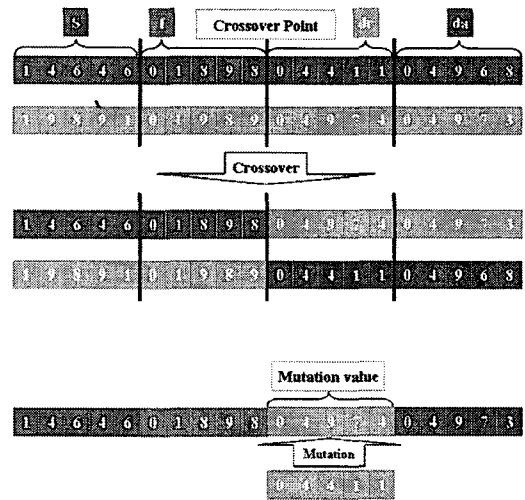 S f Crossover Point dr da
1 4 6 4 6 0 1 8 9 8 0 4 4 1 1 0 4 9 6 8
1 9 8 9 1 0 1 9 8 9 0 4 9 7 4 0 4 9 7 3
Crossover
1 4 6 4 6 0 1 8 9 8 0 4 9 7 4 0 4 9 7 3
1 9 8 9 1 0 1 9 8 9 0 4 4 1 1 0 4 9 6 8
Mutation value
1 4 6 4 6 0 1 8 9 8 0 4 9 7 4 0 4 9 7 3
Mutation
0 4 4 1 1